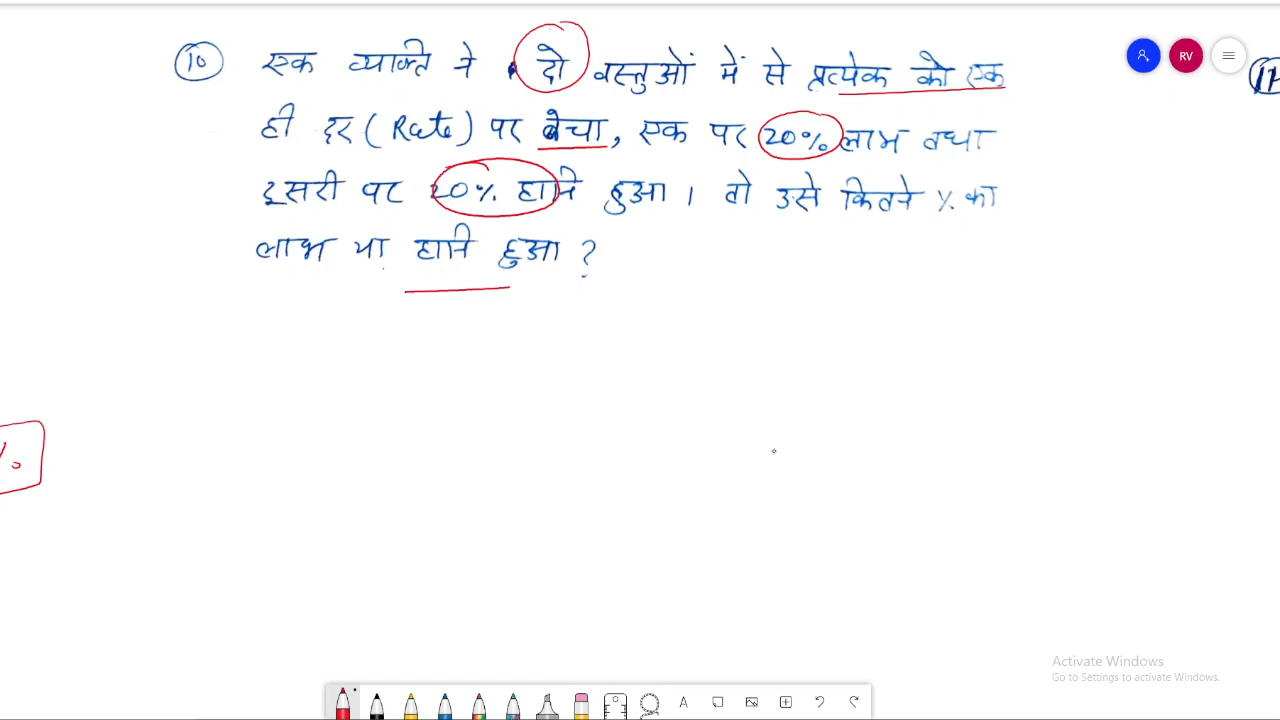 10 एक व्यक्ति ने दो वस्तुओं में से प्रत्येक को एक
ही दर (Rate) पर बेचा, एक पर 20% लाभ तथा
दूसरी पर 20% हानि हुआ। तो उसे कितने % का
लाभ या हानि हुआ ?
RV
%
Activate Windows
Go to Settings to activate Windows.
A